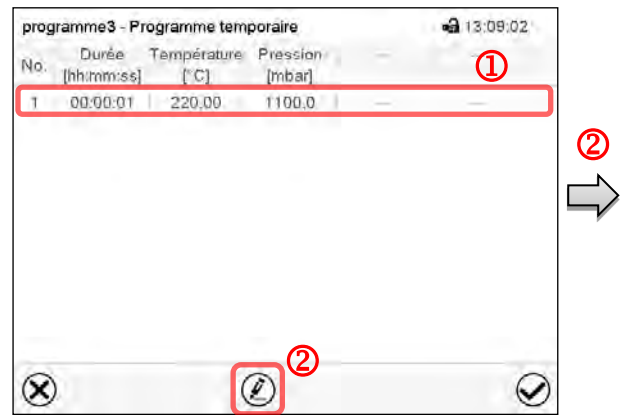 programme3 - Programme temporaire 13:09:02
No. Durée [hh:mm:ss] Température [°C] Pression [mbar] --- ---
①
1 00:00:01 220,00 1100,0 --- ---
②
②